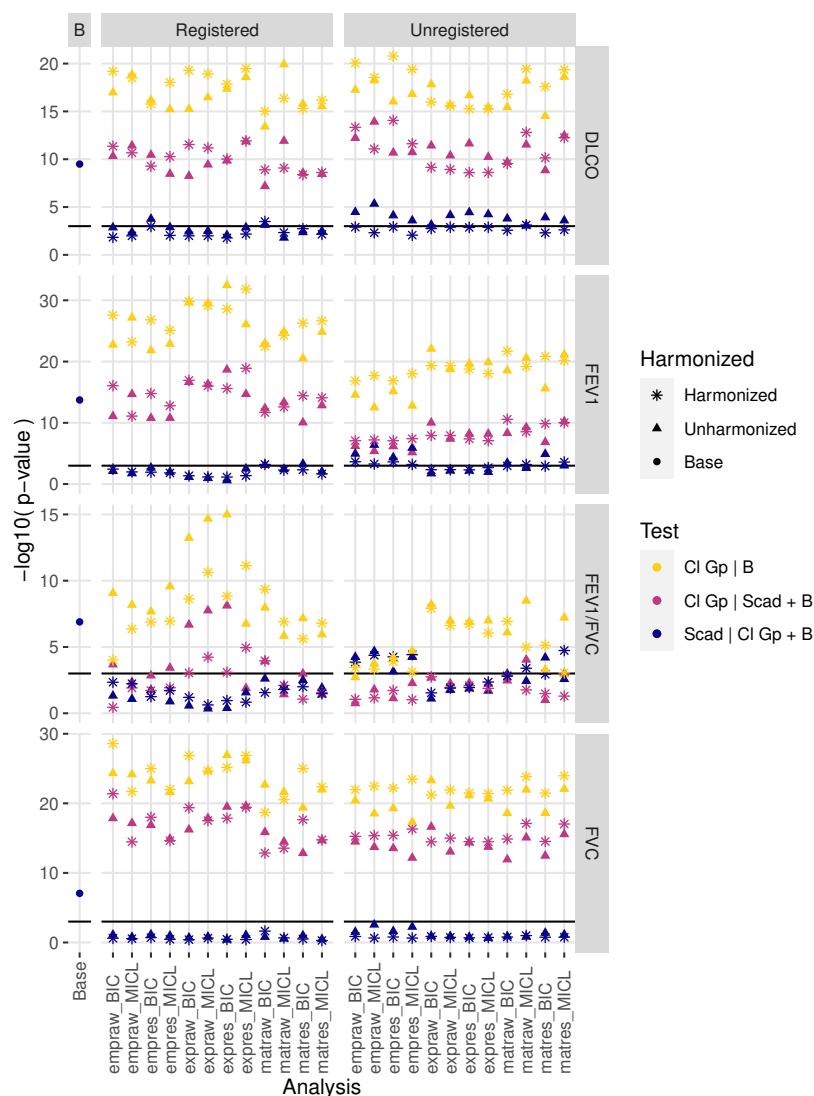 B Registered Unregistered
20
15
10
5
0
DLCO
30
20
10
0
FEV1
15
10
5
0
FEV1/FVC
30
20
10
0
FVC
−log10( p−value )
Base
empraw_BIC
empraw_MICL
empres_BIC
empres_MICL
expraw_BIC
expraw_MICL
expres_BIC
expres_MICL
matraw_BIC
matraw_MICL
matres_BIC
matres_MICL
empraw_BIC
empraw_MICL
empres_BIC
empres_MICL
expraw_BIC
expraw_MICL
expres_BIC
expres_MICL
matraw_BIC
matraw_MICL
matres_BIC
matres_MICL
Analysis
Harmonized
Harmonized
Unharmonized
Base
Test
Cl Gp | B
Cl Gp | Scad + B
Scad | Cl Gp + B